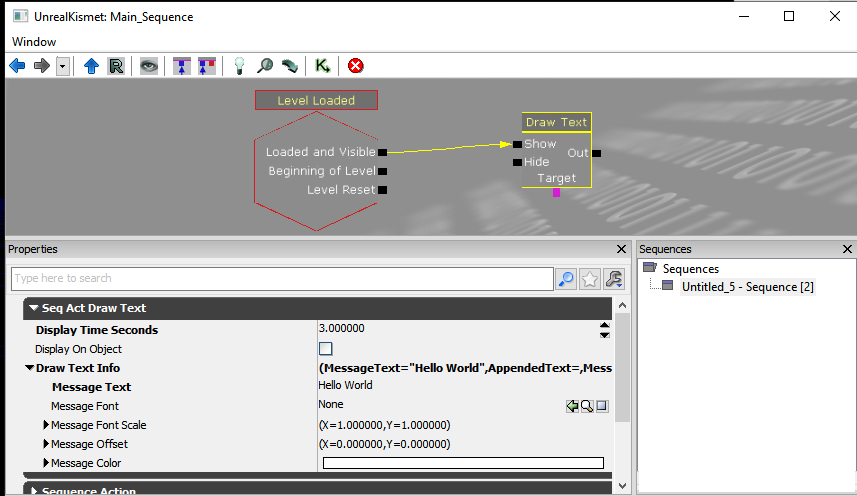 UnrealKismet: Main_Sequence
Window
R
K
Level Loaded
Loaded and Visible
Beginning of Level
Level Reset
Draw Text
Show
Hide
Out
Target
Properties
Type here to search
Seq Act Draw Text
Display Time Seconds 3.000000
Display On Object
Draw Text Info (MessageText="Hello World",AppendedText=,Mess
Message Text Hello World
Message Font None
Message Font Scale (X=1.000000,Y=1.000000)
Message Offset (X=0.000000,Y=0.000000)
Message Color
Sequence Action
Sequences
Sequences
Untitled_5 - Sequence [2]